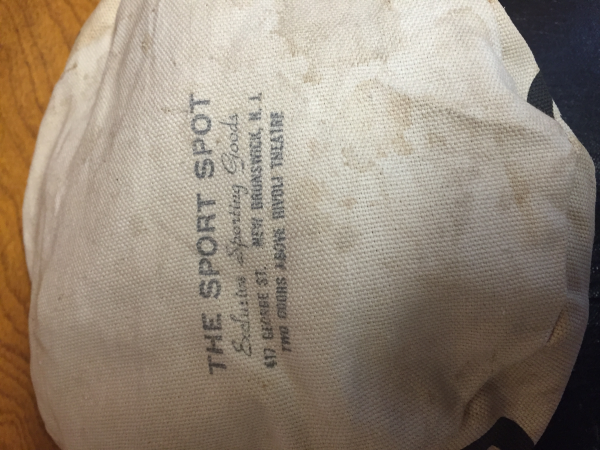 THE SPORT SPOT
Exclusive Sporting Goods
417 GEORGE ST. NEW BRUNSWICK, N. J.
TWO DOORS ABOVE RIVOLI THEATRE